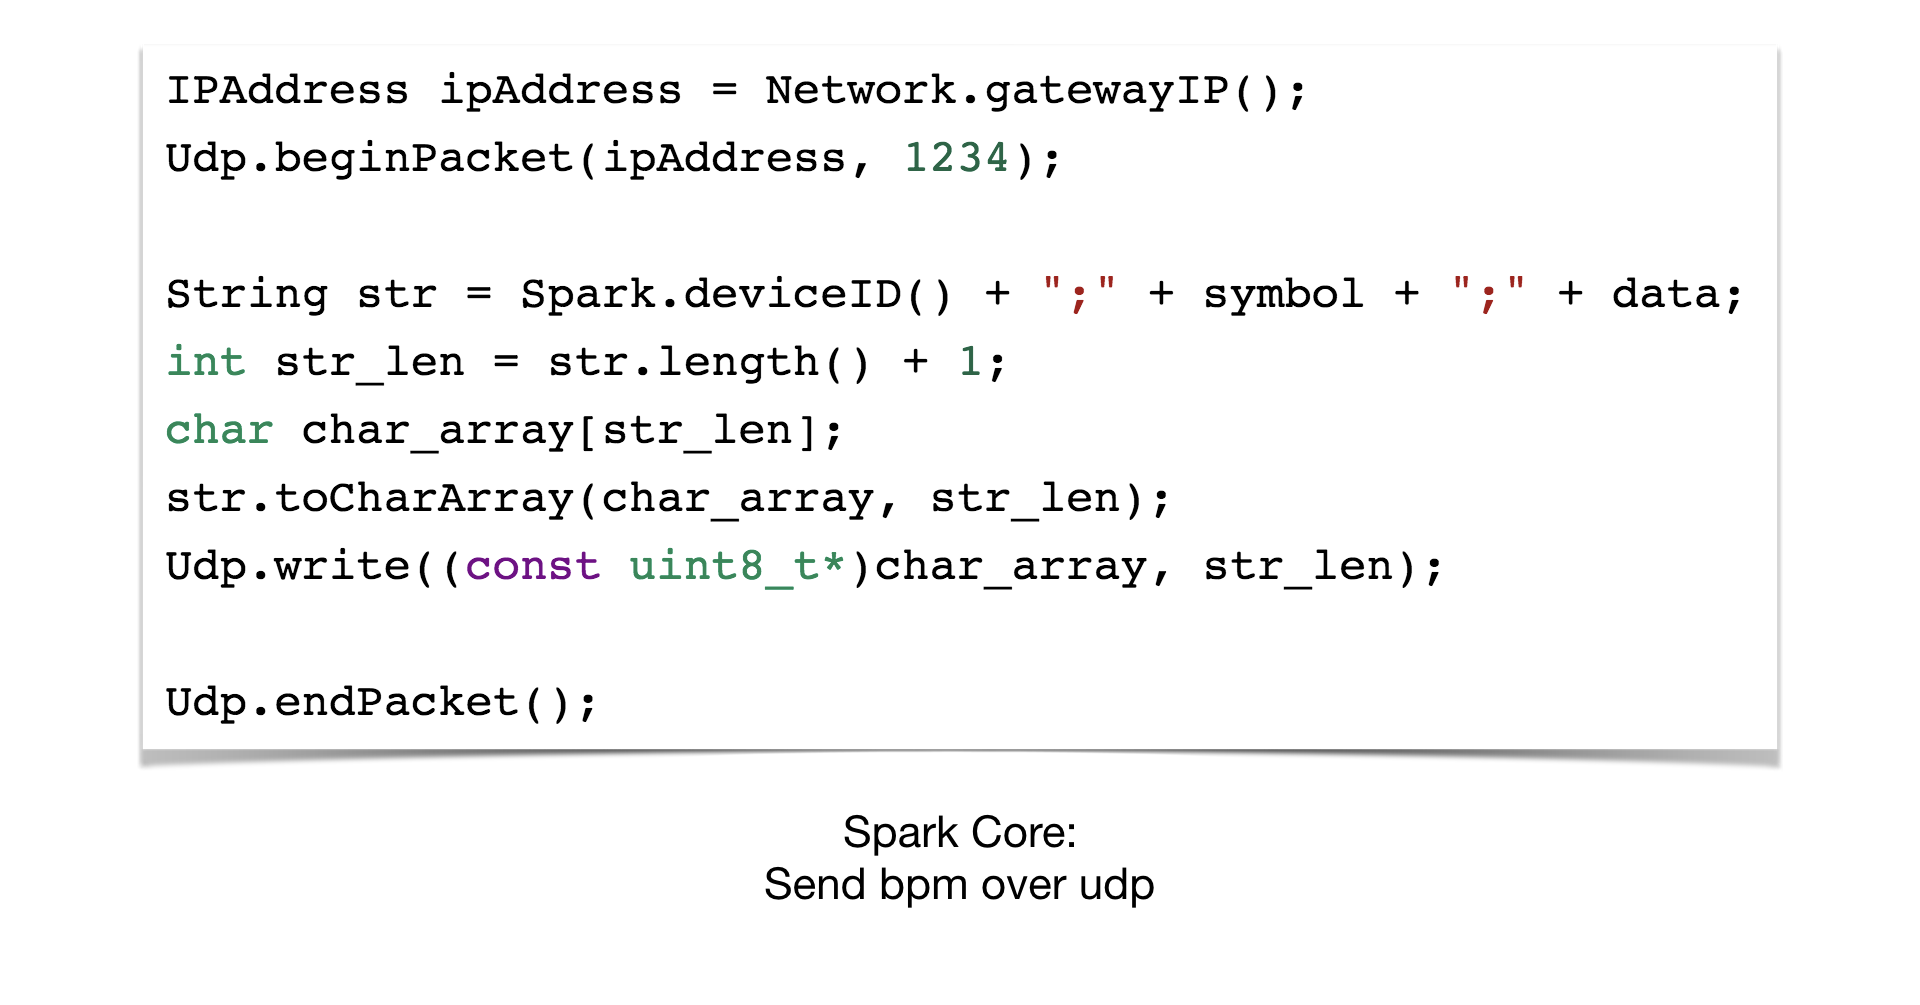 IPAddress ipAddress = Network.gatewayIP();
Udp.beginPacket(ipAddress, 1234);
String str = Spark.deviceID() + ";" + symbol + ";" + data;
int str_len = str.length() + 1;
char char_array[str_len];
str.toCharArray(char_array, str_len);
Udp.write((const uint8_t*)char_array, str_len);
Udp.endPacket();
Spark Core:
Send bpm over udp